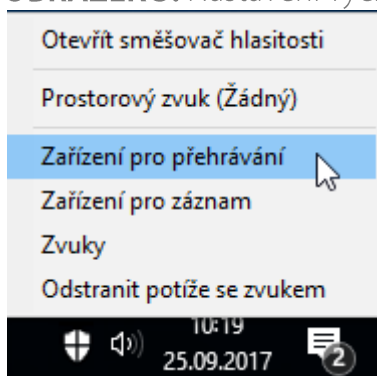 Otevřít směšovač hlasitosti
Prostorový zvuk (Žádný)
Zařízení pro přehrávání
Zařízení pro záznam
Zvuky
Odstranit potíže se zvukem
10:19
25.09.2017
2